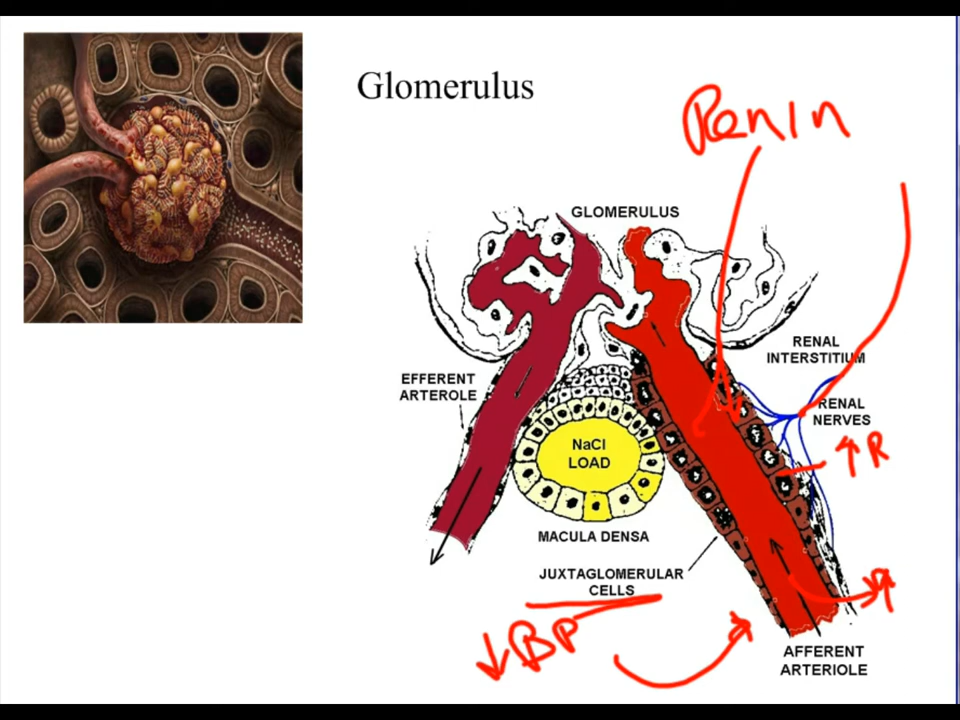 Glomerulus
Renin
GLOMERULUS
RENAL
INTERSTITIUM
EFFERENT
ARTEROLE
RENAL
NERVES
NaCl
LOAD
↑R
MACULA DENSA
JUXTAGLOMERULAR
CELLS
↓BP
AFFERENT
ARTERIOLE